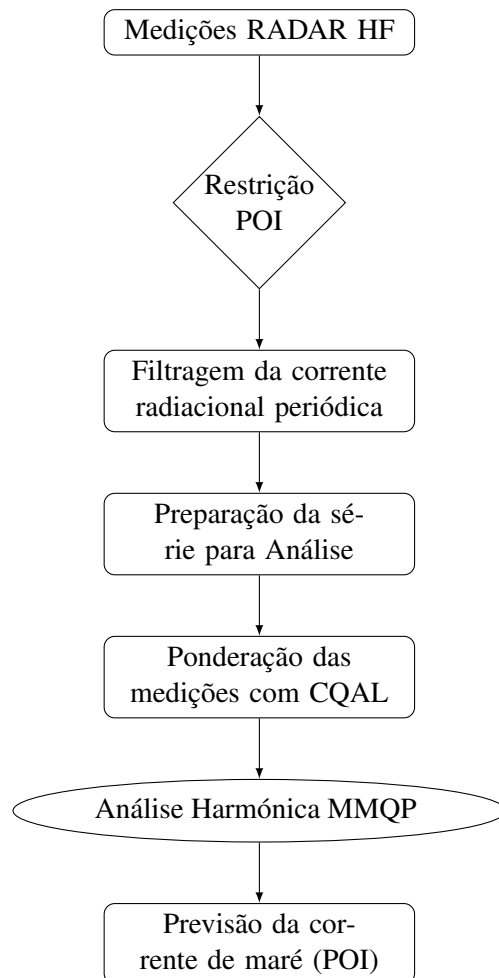 Medições RADAR HF
Restrição
POI
Filtragem da corrente
radiacional periódica
Preparação da sé-
rie para Análise
Ponderação das
medições com CQAL
Análise Harmónica MMQP
Previsão da cor-
rente de maré (POI)